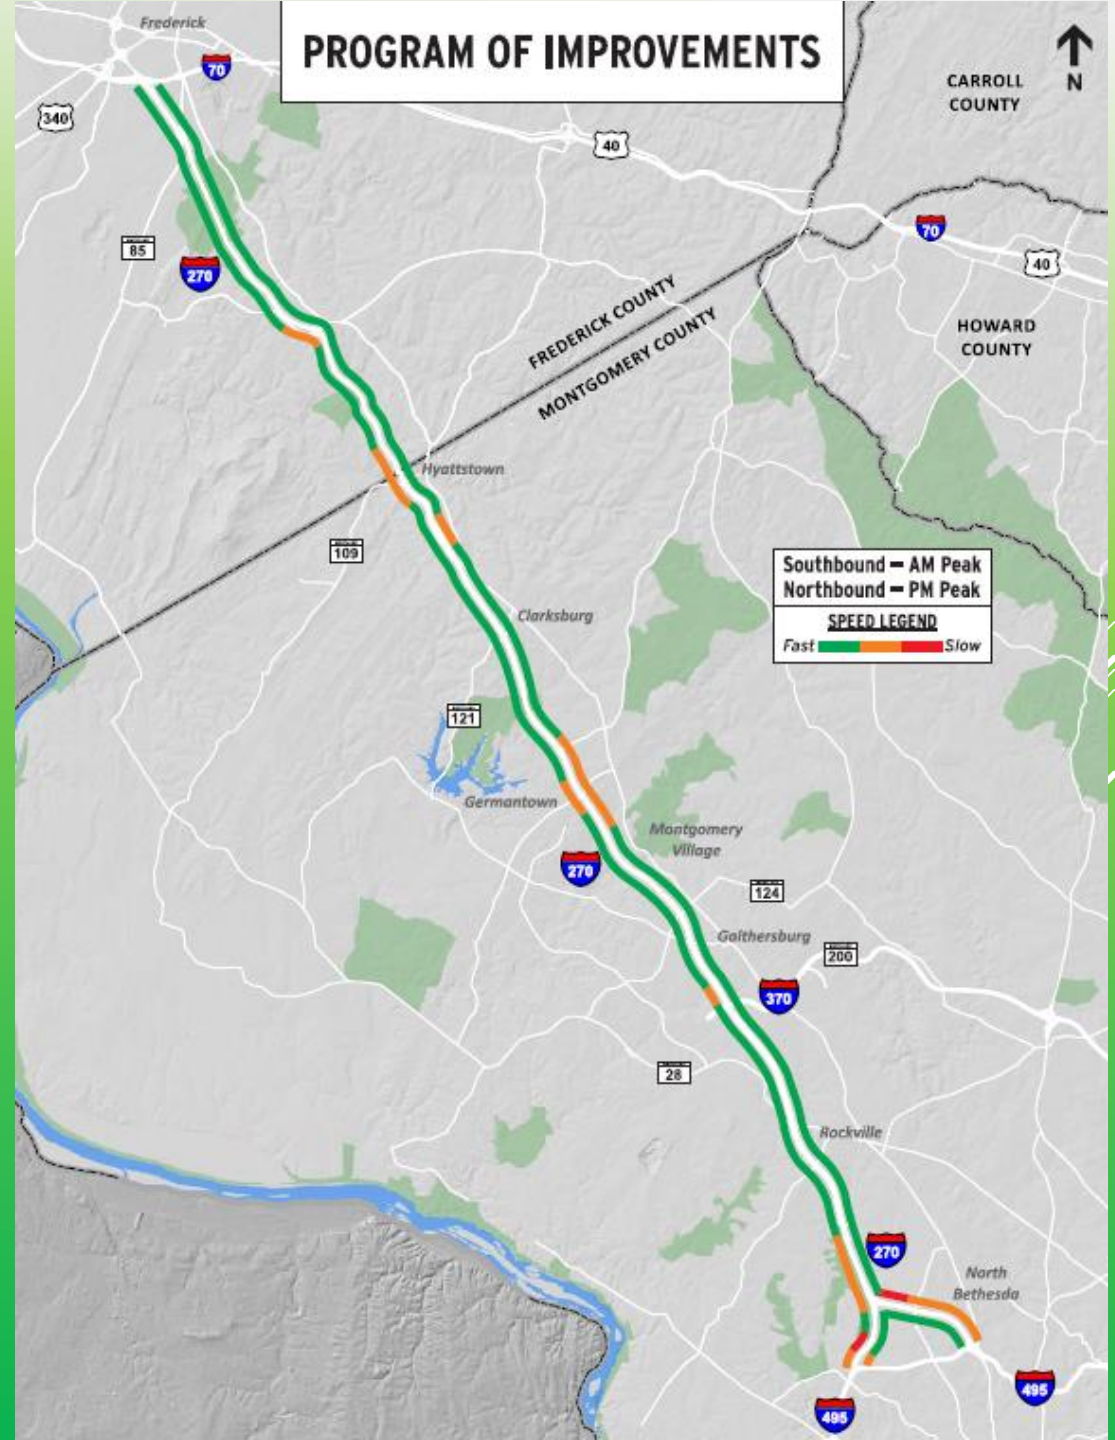 PROGRAM OF IMPROVEMENTS
Frederick
70
N
CARROLL
COUNTY
340
40
70
85
40
270
FREDERICK COUNTY
MONTGOMERY COUNTY
HOWARD
COUNTY
Hyattstown
109
Southbound – AM Peak
Northbound – PM Peak
SPEED LEGEND
Fast
Slow
Clarksburg
121
Germantown
Montgomery
Village
270
124
Gaithersburg
200
370
28
Rockville
270
North
Bethesda
495
495